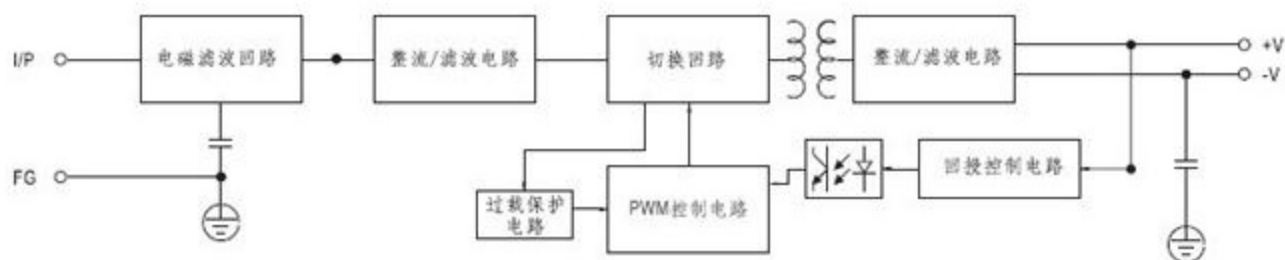 I/P
电磁滤波回路
整流/滤波电路
切换回路
整流/滤波电路
+V
-V
FG
过载保护
电路
PWM控制电路
回授控制电路